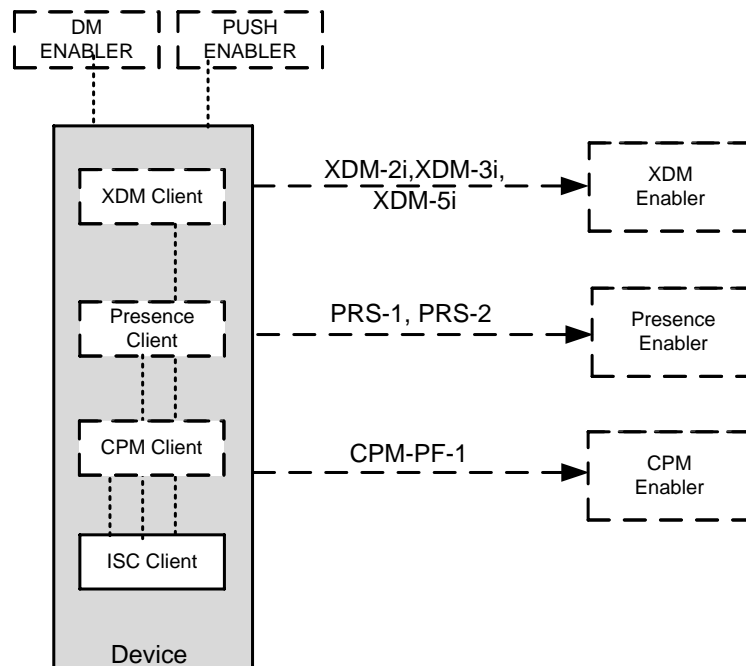 DM
ENABLER
PUSH
ENABLER
XDM Client
XDM-2i,XDM-3i,
XDM-5i
XDM
Enabler
Presence
Client
PRS-1, PRS-2
Presence
Enabler
CPM Client
CPM-PF-1
CPM
Enabler
ISC Client
Device